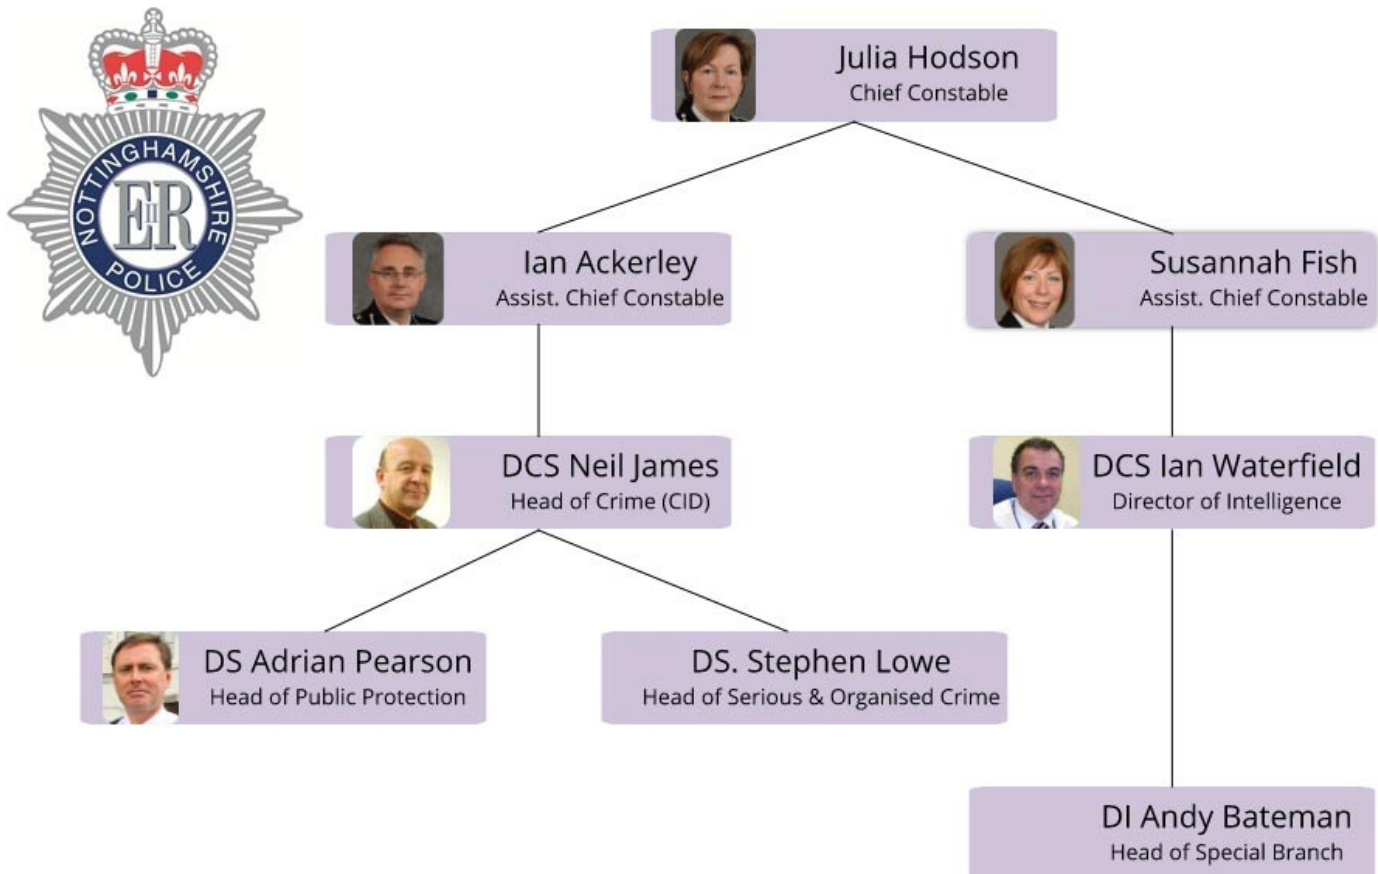 NOTTINGHAMSHIRE
POLICE
EIIR
Julia Hodson
Chief Constable
Ian Ackerley
Assist. Chief Constable
Susannah Fish
Assist. Chief Constable
DCS Neil James
Head of Crime (CID)
DCS Ian Waterfield
Director of Intelligence
DS Adrian Pearson
Head of Public Protection
DS. Stephen Lowe
Head of Serious & Organised Crime
DI Andy Bateman
Head of Special Branch